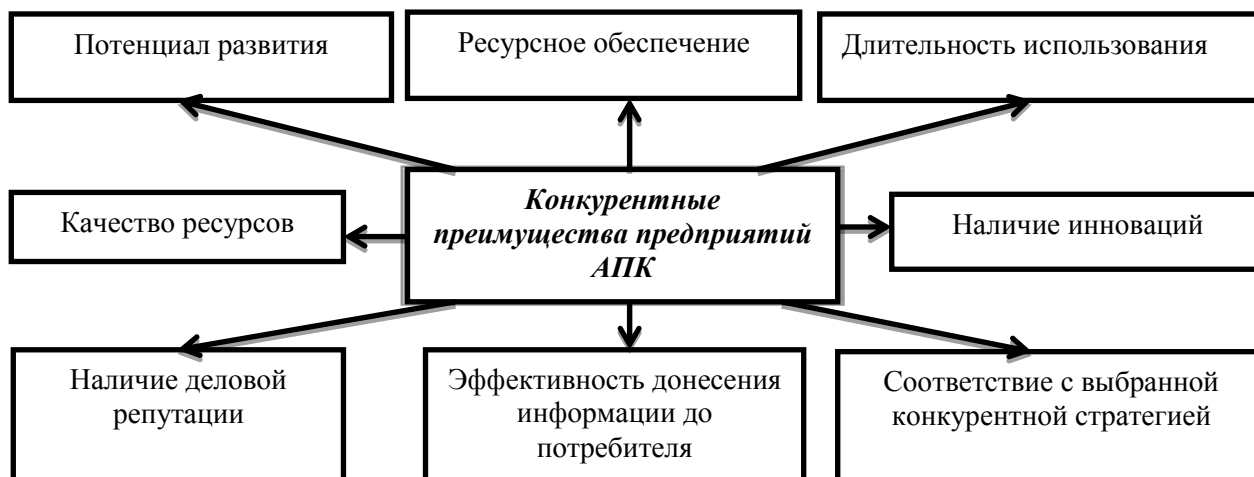 Потенциал развития
Ресурсное обеспечение
Длительность использования
Качество ресурсов
Конкурентные
преимущества предприятий
АПК
Наличие инноваций
Наличие деловой
репутации
Эффективность донесения
информации до
потребителя
Соответствие с выбранной
конкурентной стратегией